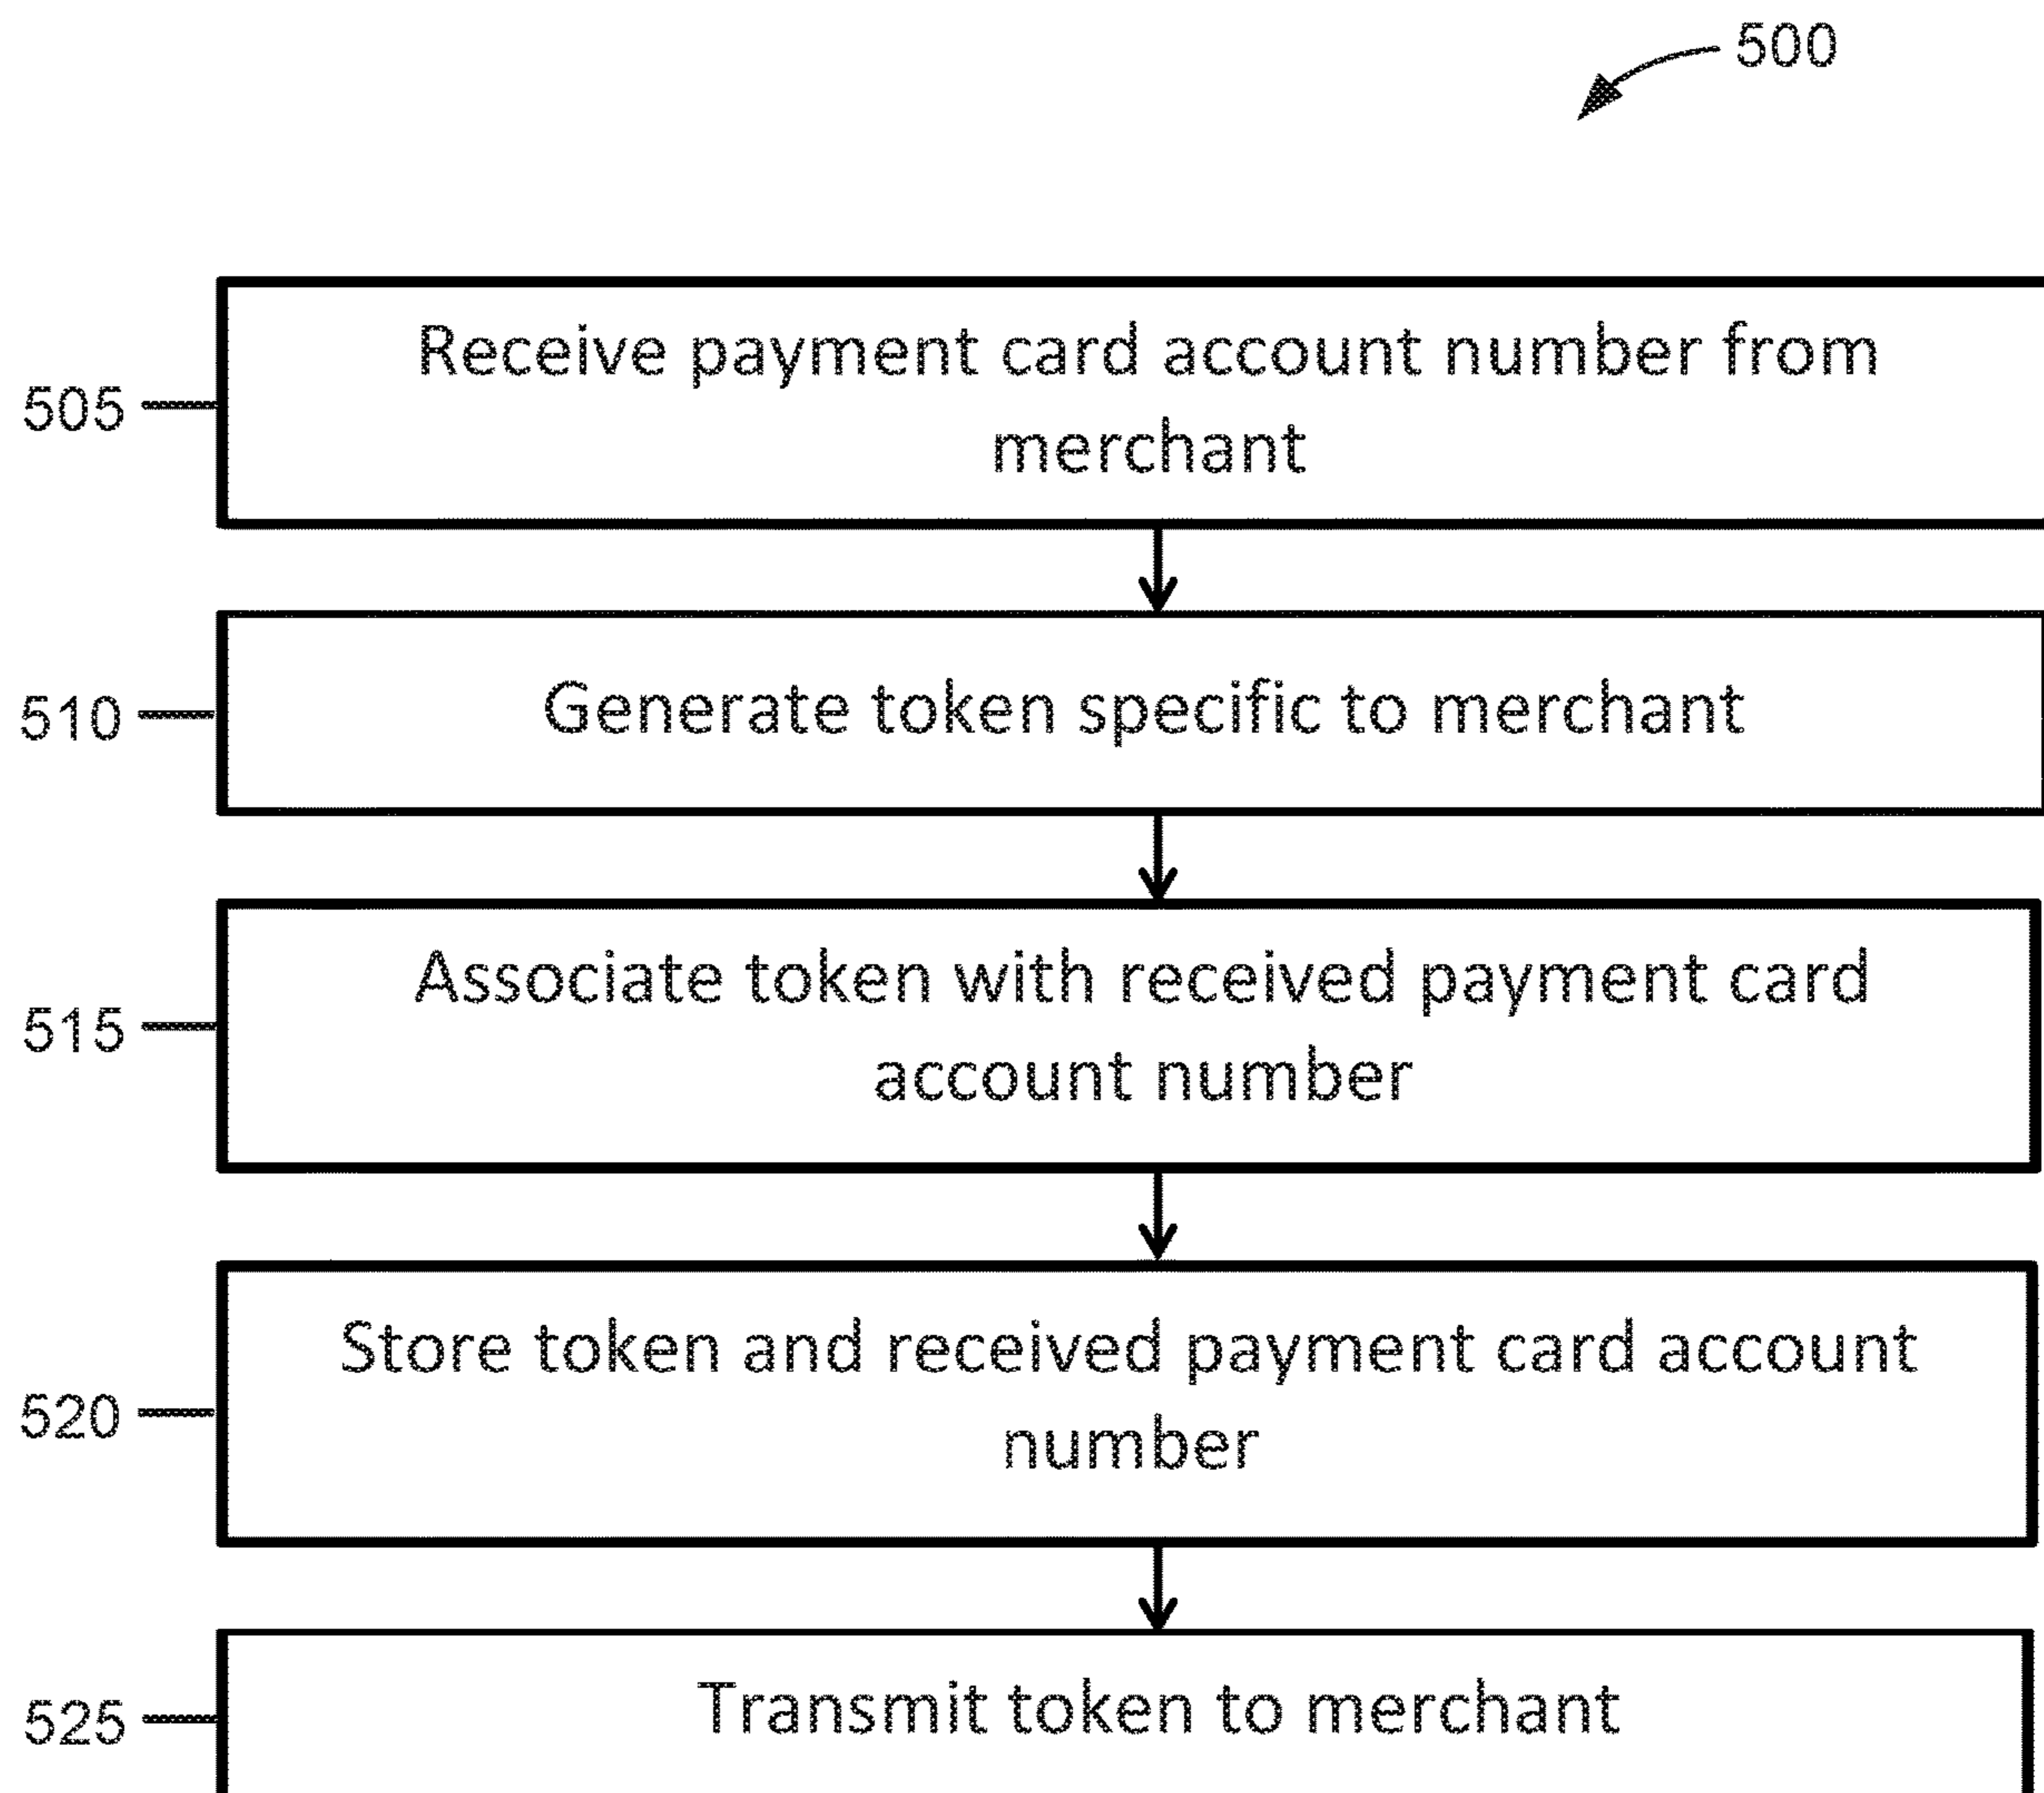 500
505
Receive payment card account number from
merchant
510
Generate token specific to merchant
515
Associate token with received payment card
account number
520
Store token and received payment card account
number
525
Transmit token to merchant